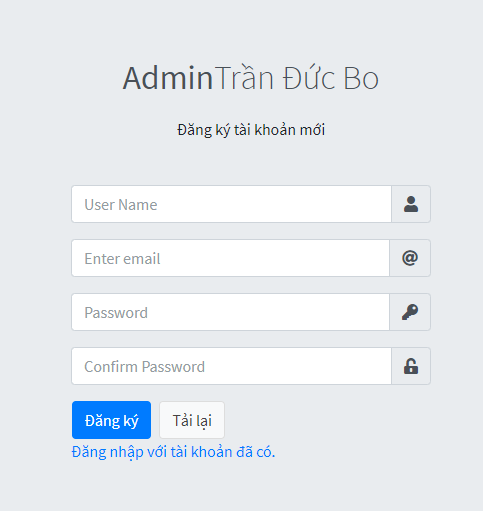 AdminTrần Đức Bo
Đăng ký tài khoản mới
User Name
Enter email
@
Password
Confirm Password
Đăng ký Tải lại
Đăng nhập với tài khoản đã có.